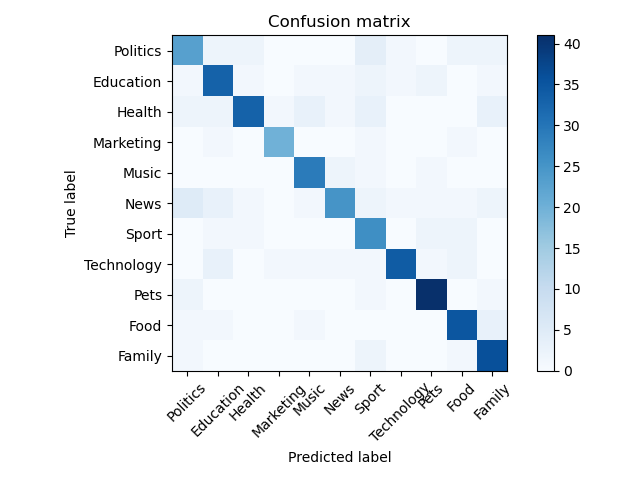 Confusion matrix
True label
Politics
Education
Health
Marketing
Music
News
Sport
Technology
Pets
Food
Family
40
35
30
25
20
15
10
5
0
Politics
Education
Health
Marketing
Music
News
Sport
Technology
Pets
Food
Family
Predicted label